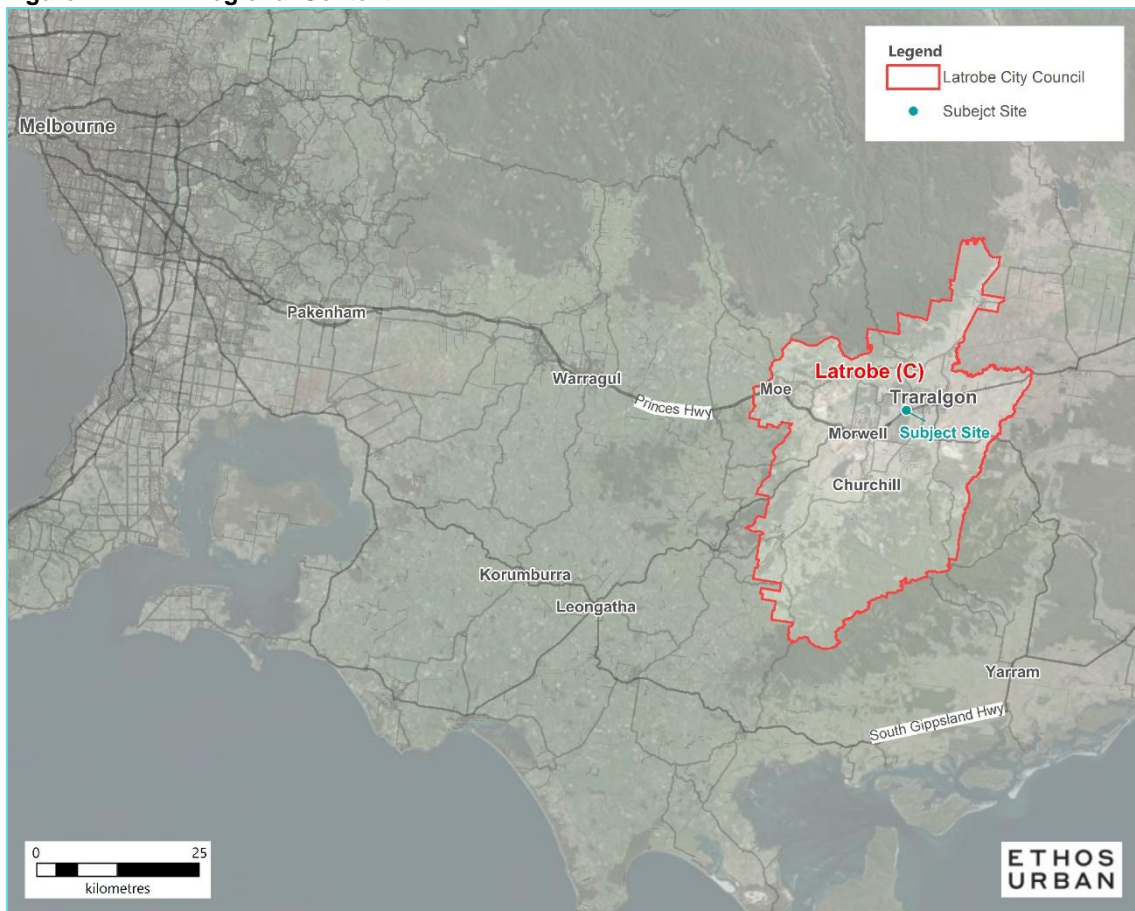 Legend
Latrobe City Council
Subejct Site
Melbourne
Pakenham
Warragul
Princes Hwy
Moe
Latrobe (C)
Traralgon
Morwell
Subject Site
Churchill
Korumburra
Leongatha
Yarram
South Gippsland Hwy
0 25
kilometres
ETHOS
URBAN